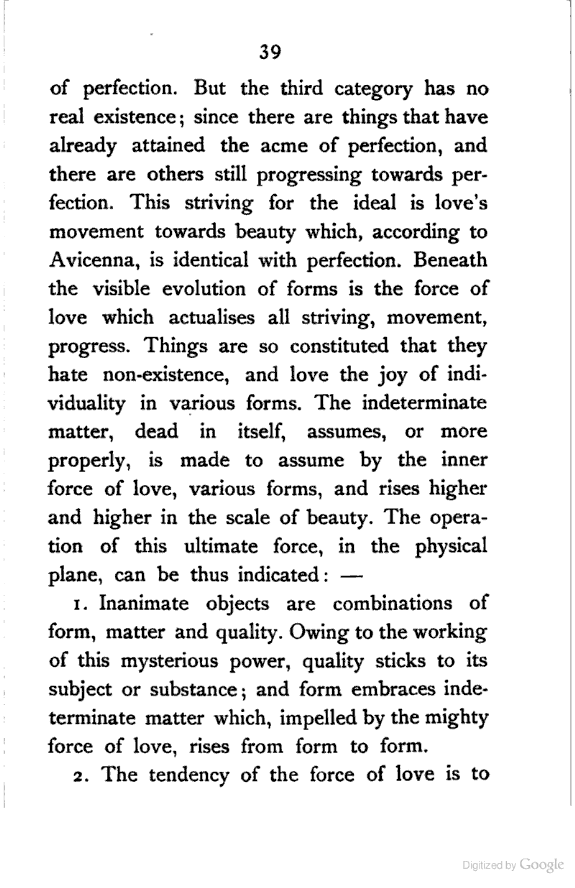 39
of perfection. But the third category has no
real existence; since there are things that have
already attained the acme of perfection, and
there are others still progressing towards per-
fection. This striving for the ideal is love's
movement towards beauty which, according to
Avicenna, is identical with perfection. Beneath
the visible evolution of forms is the force of
love which actualises all striving, movement,
progress. Things are so constituted that they
hate non-existence, and love the joy of indi-
viduality in various forms. The indeterminate
matter, dead in itself, assumes, or more
properly, is made to assume by the inner
force of love, various forms, and rises higher
and higher in the scale of beauty. The opera-
tion of this ultimate force, in the physical
plane, can be thus indicated: —
1. Inanimate objects are combinations of
form, matter and quality. Owing to the working
of this mysterious power, quality sticks to its
subject or substance; and form embraces inde-
terminate matter which, impelled by the mighty
force of love, rises from form to form.
2. The tendency of the force of love is to
Digitized by Google